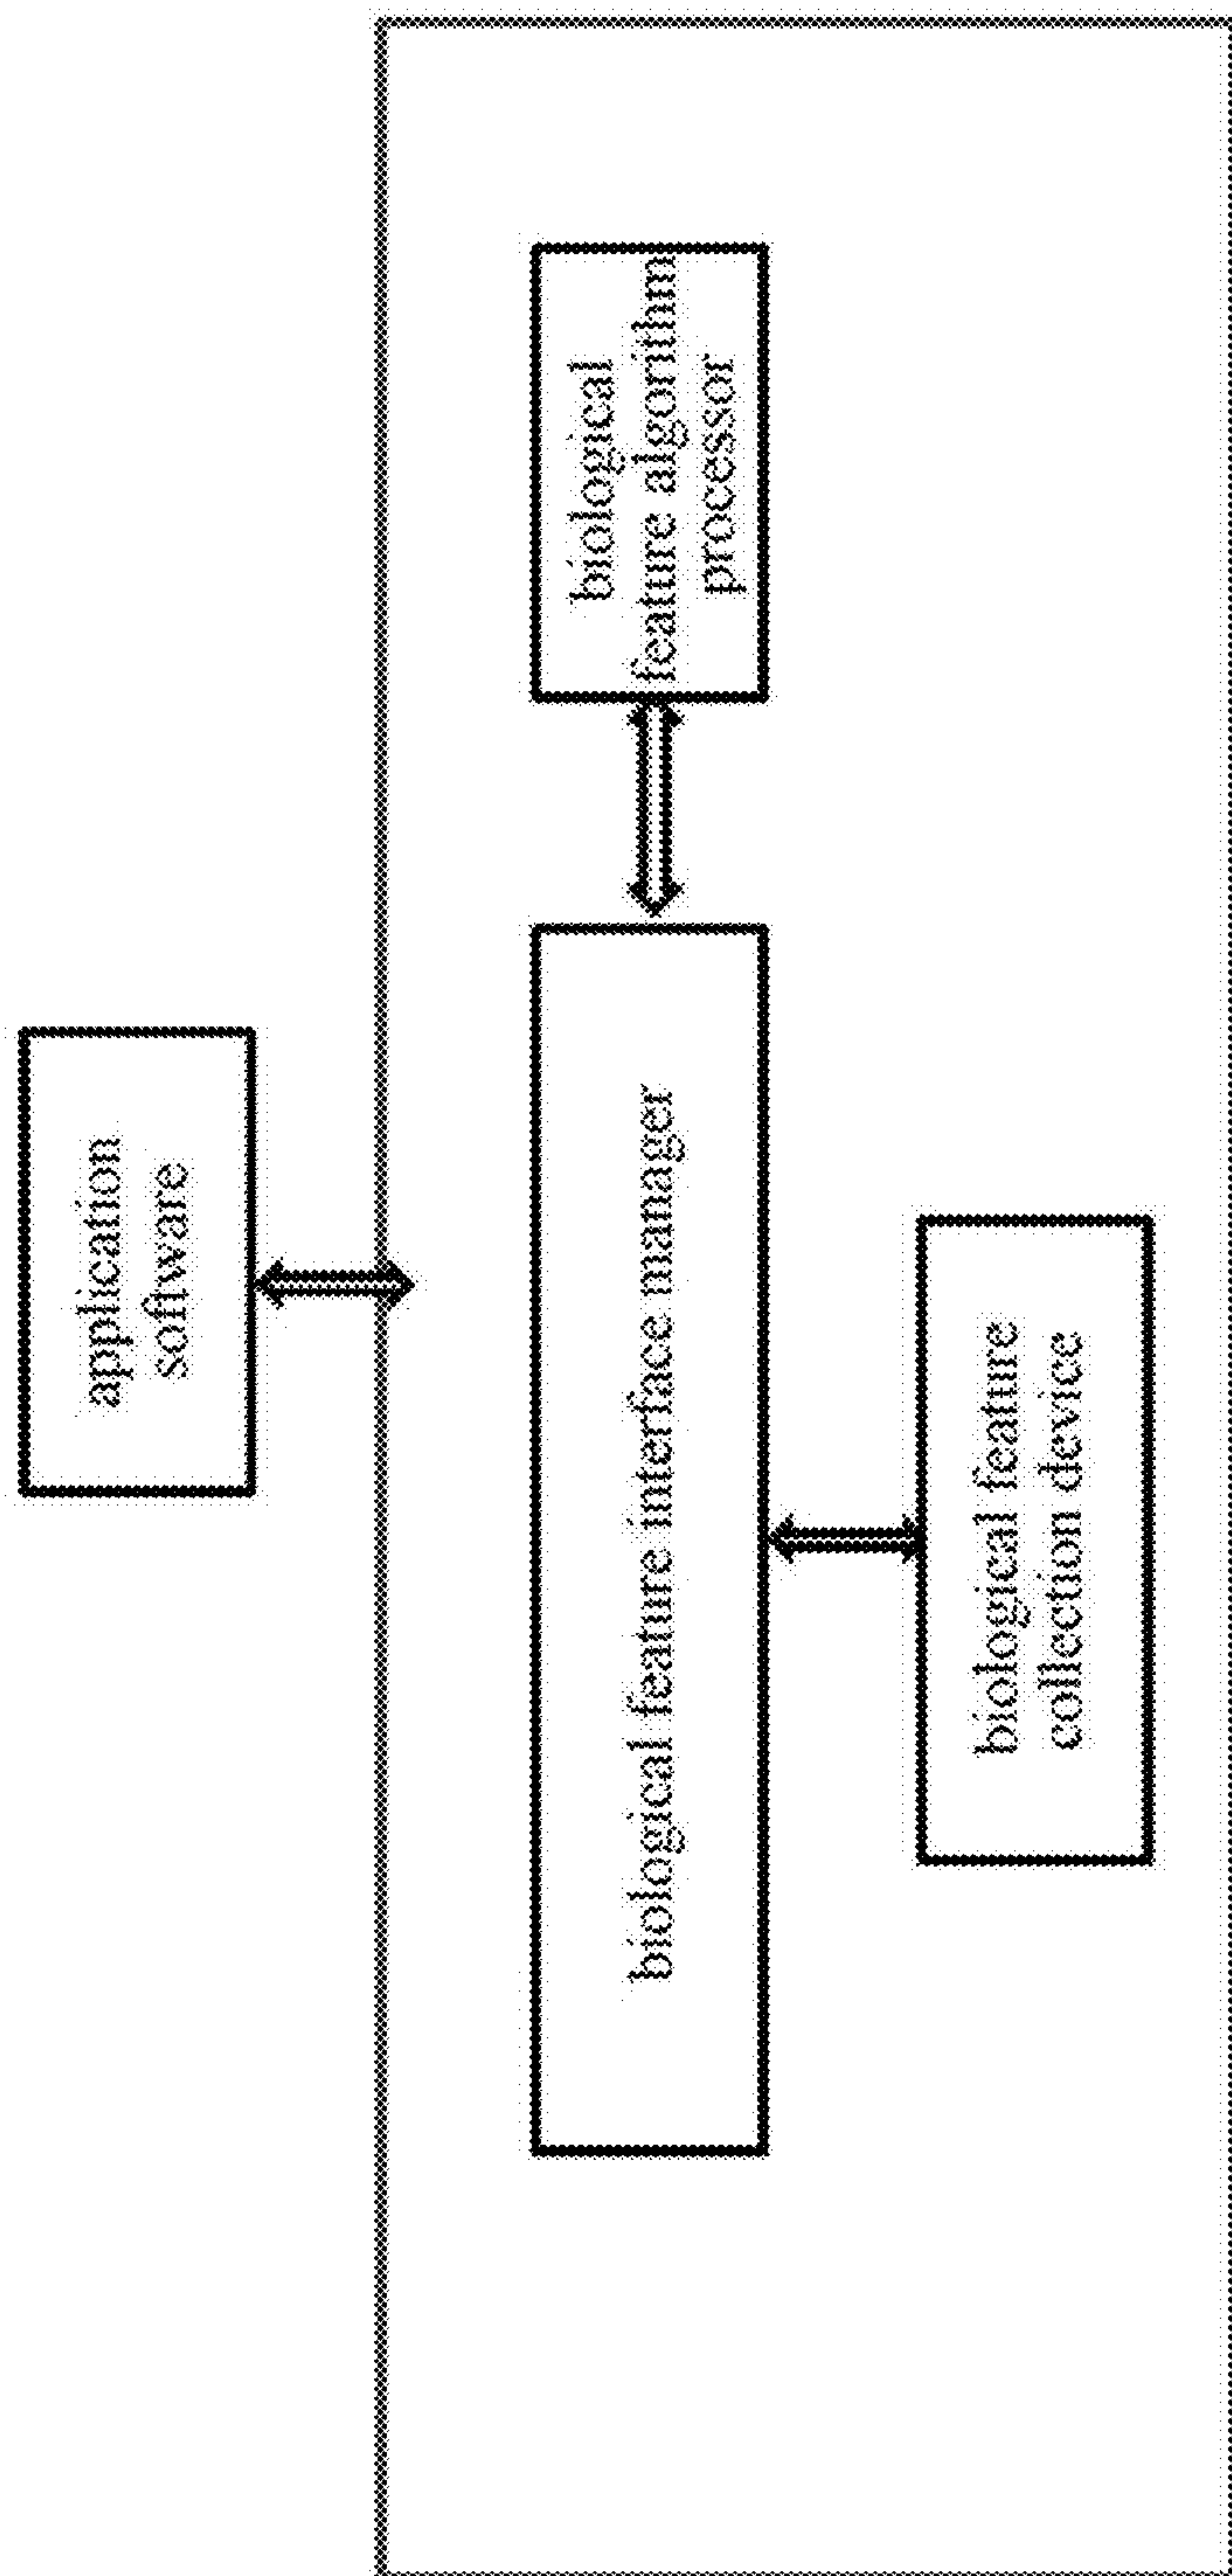 application
software
biological feature interface manager
biological
feature algorithm
processor
biological feature
collection device